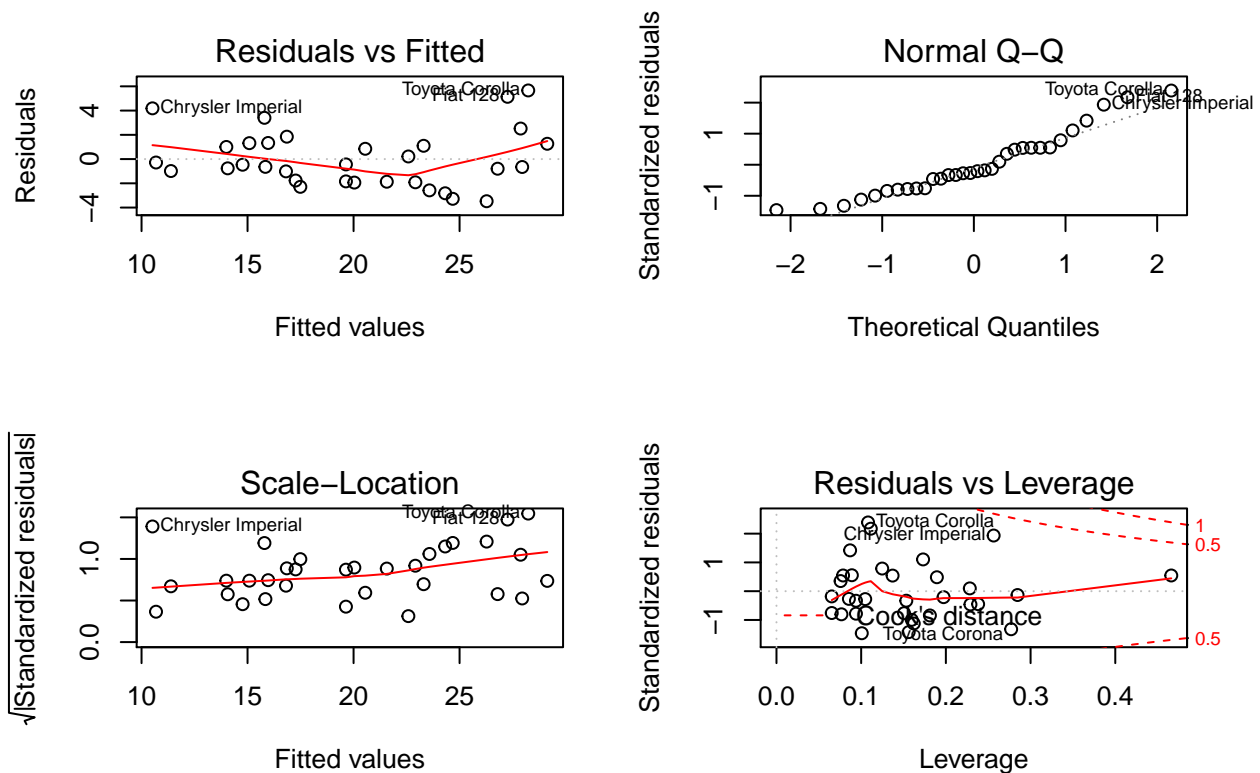 Residuals vs Fitted
Residuals
−4 0 4
Toyota Corolla
Fiat 128
Chrysler Imperial
10 15 20 25
Fitted values
Normal Q−Q
Standardized residuals
−1 1
Toyota Corolla
Fiat 128
Chrysler Imperial
−2 −1 0 1 2
Theoretical Quantiles
Scale−Location
√|Standardized residuals|
0.0 1.0
Toyota Corolla
Fiat 128
Chrysler Imperial
10 15 20 25
Fitted values
Residuals vs Leverage
Standardized residuals
−1 1
Toyota Corolla
Chrysler Imperial
1
0.5
Cook's distance
Toyota Corona
0.5
0.0 0.1 0.2 0.3 0.4
Leverage